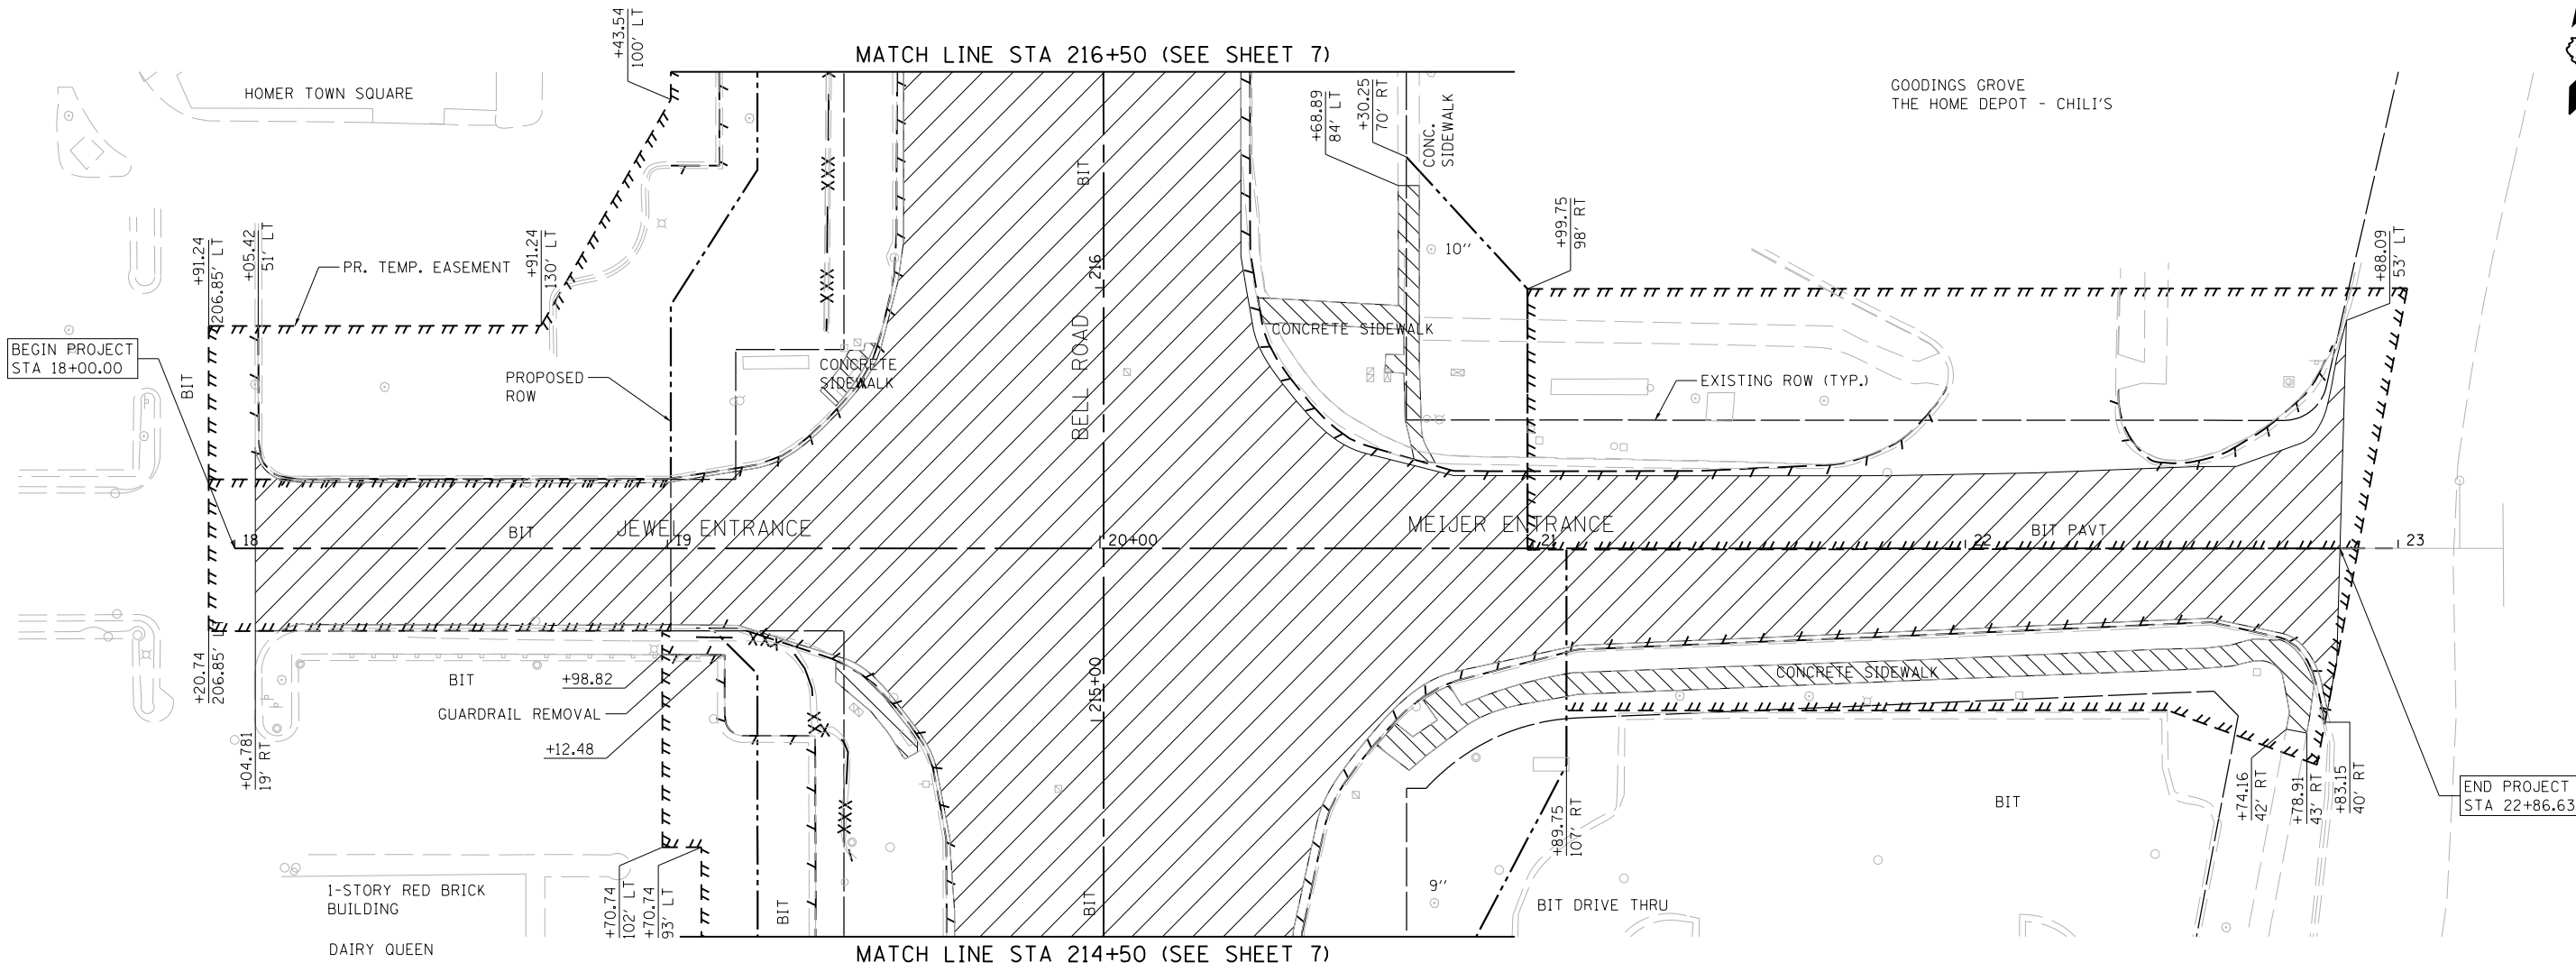 MATCH LINE STA 216+50 (SEE SHEET 7)
+43.54
100' LT
HOMER TOWN SQUARE
GOODINGS GROVE
THE HOME DEPOT - CHILI'S
+68.89
84' LT
+30.25
70' RT
CONC.
SIDEWALK
XXX
BIT
+99.75
98' RT
10''
+91.24
206.85' LT
+05.42
51' LT
PR. TEMP. EASEMENT
+91.24
130' LT
+88.09
53' LT
XXX
216
BEGIN PROJECT
STA 18+00.00
BIT
PROPOSED
ROW
CONCRETE
SIDEWALK
BELL ROAD
CONCRETE SIDEWALK
EXISTING ROW (TYP.)
18
BIT
JEWEL ENTRANCE
19
20+00
MEIJER ENTRANCE
21
22
BIT PAVT
23
+20.74
206.85' LT
BIT
+98.82
GUARDRAIL REMOVAL
+12.48
XXX
XX
XXX
215+00
CONCRETE SIDEWALK
+04.781
19' RT
+89.75
107' RT
BIT
+74.16
42' RT
+78.91
43' RT
+83.15
40' RT
END PROJECT
STA 22+86.63
1-STORY RED BRICK
BUILDING
DAIRY QUEEN
+70.74
102' LT
+70.74
93' LT
BIT
BIT
9''
BIT DRIVE THRU
MATCH LINE STA 214+50 (SEE SHEET 7)